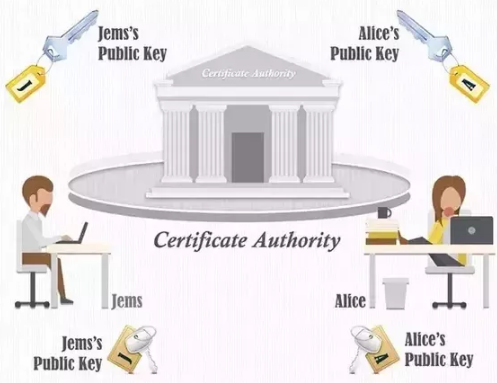 Jems's
Public Key
Alice's
Public Key
J
A
Certificate Authority
Certificate Authority
Jems
Alice
Jems's
Public Key
J
Alice's
Public Key
A